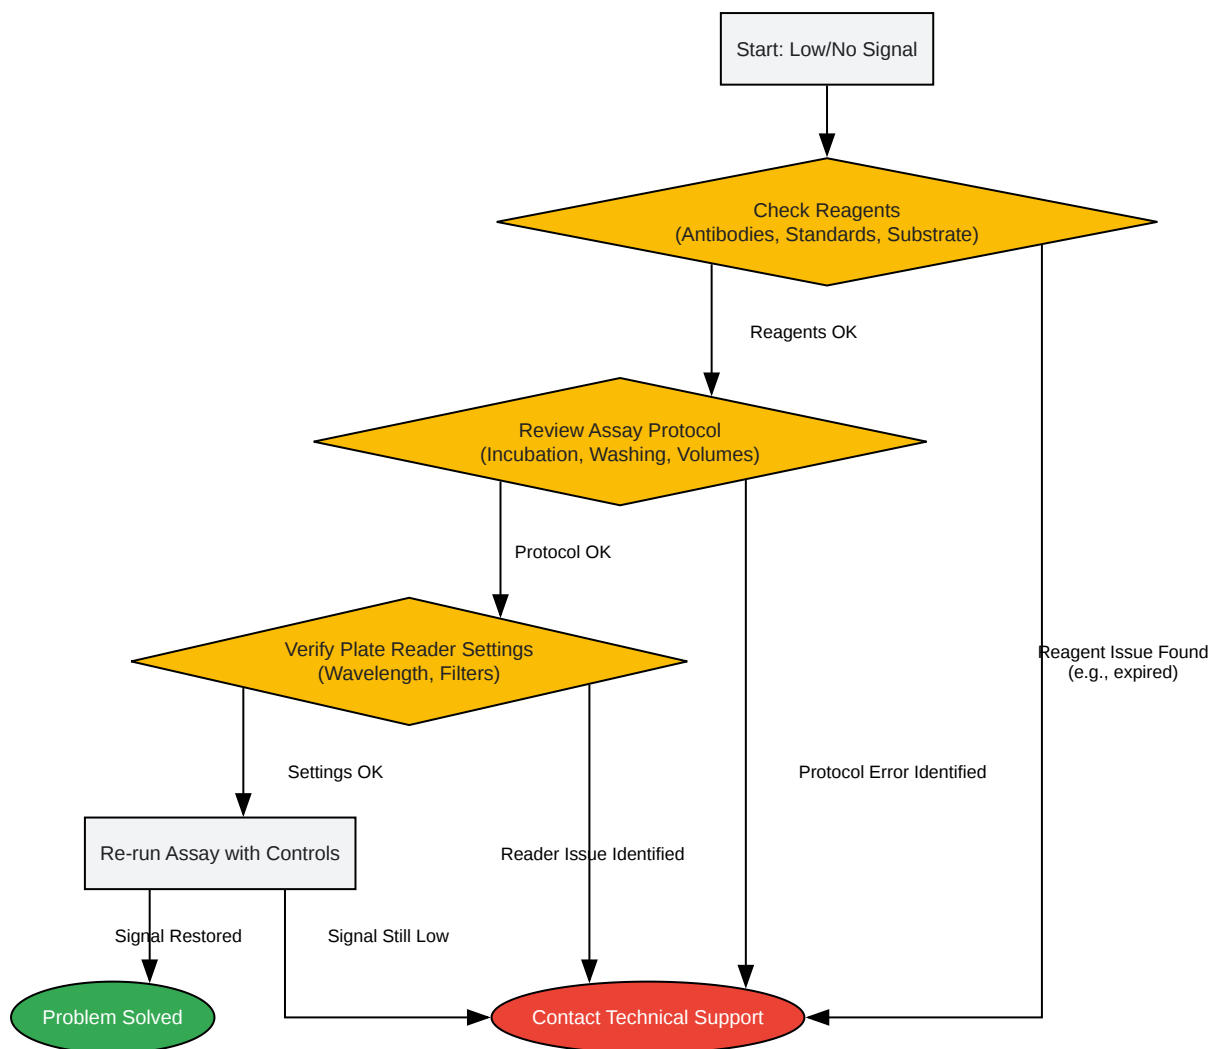 Start: Low/No Signal
Check Reagents
(Antibodies, Standards, Substrate)
Reagents OK
Review Assay Protocol
(Incubation, Washing, Volumes)
Protocol OK
Verify Plate Reader Settings
(Wavelength, Filters)
Reagent Issue Found
(e.g., expired)
Settings OK
Protocol Error Identified
Re-run Assay with Controls
Reader Issue Identified
Signal Restored
Signal Still Low
Problem Solved
Contact Technical Support